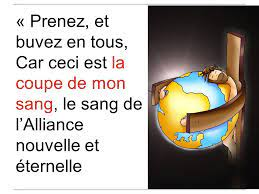 « Prenez, et
buvez en tous,
Car ceci est la
coupe de mon
sang, le sang de
l’Alliance
nouvelle et
éternelle